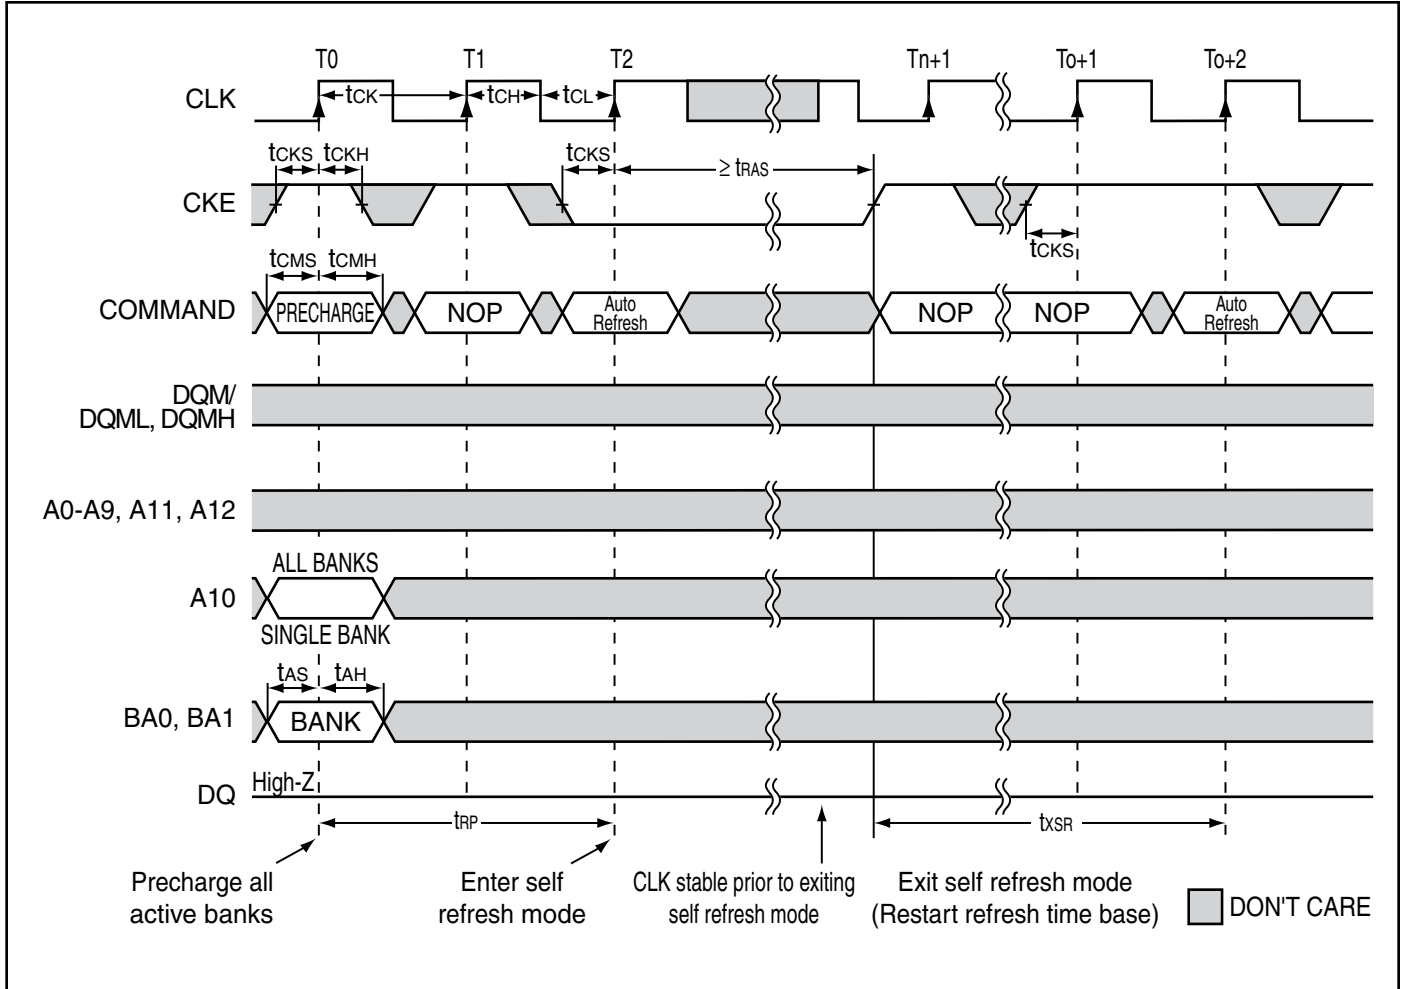 T0 T1 T2 Tn+1 To+1 To+2
CLK tCK tCH tCL
tCKS tCKH tCKS ≥ tRAS
CKE
tCKS
tCMS tCMH
COMMAND PRECHARGE NOP Auto Refresh NOP NOP Auto Refresh
DQM/
DQML, DQMH
A0-A9, A11, A12
ALL BANKS
A10
SINGLE BANK
tAS tAH
BA0, BA1 BANK
High-Z
DQ
tRP tXSR
Precharge all
active banks
Enter self
refresh mode
CLK stable prior to exiting
self refresh mode
Exit self refresh mode
(Restart refresh time base)
DON'T CARE